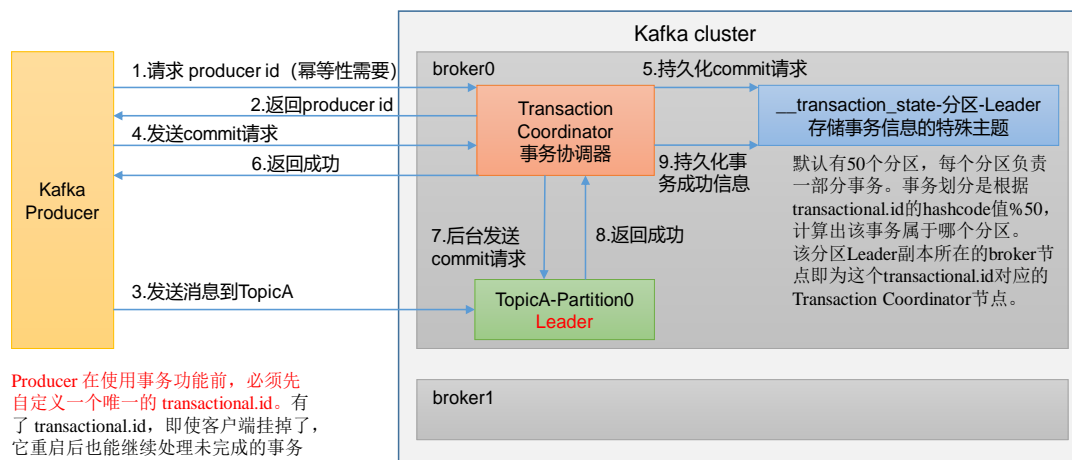 Kafka cluster
broker0
1.请求 producer id（幂等性需要）
2.返回producer id
4.发送commit请求
6.返回成功
Kafka
Producer
3.发送消息到TopicA
Transaction
Coordinator
事务协调器
5.持久化commit请求
9.持久化事
务成功信息
__transaction_state-分区-Leader
存储事务信息的特殊主题
默认有50个分区，每个分区负责
一部分事务。事务划分是根据
transactional.id的hashcode值%50，
计算出该事务属于哪个分区。
该分区Leader副本所在的broker节
点即为这个transactional.id对应的
Transaction Coordinator节点。
7.后台发送
commit请求
8.返回成功
TopicA-Partition0
Leader
Producer 在使用事务功能前，必须先
自定义一个唯一的 transactional.id。有
了 transactional.id，即使客户端挂掉了，
它重启后也能继续处理未完成的事务
broker1